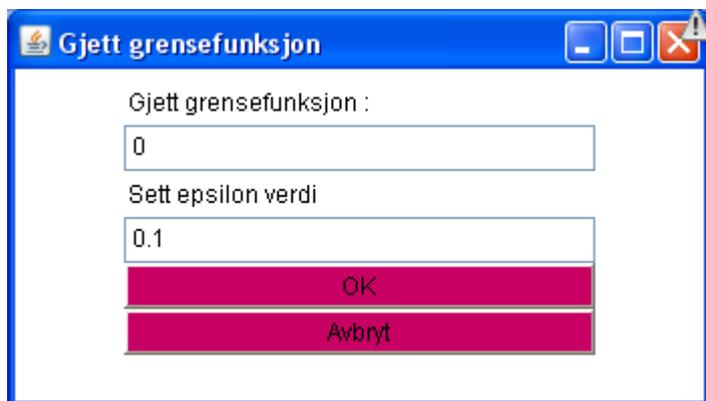 Gjett grensefunksjon
Gjett grensefunksjon :
0
Sett epsilon verdi
0.1
OK
Avbryt